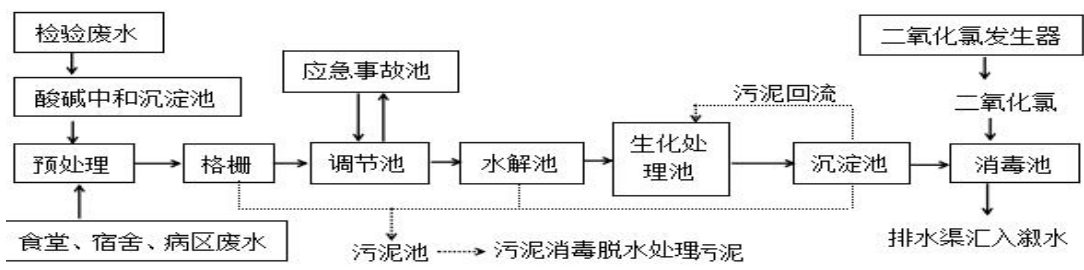 检验废水
酸碱中和沉淀池
预处理
食堂、宿舍、病区废水
格栅
应急事故池
调节池
水解池
生化处
理池
污泥回流
沉淀池
二氧化氯发生器
二氧化氯
消毒池
排水渠汇入溆水
污泥池
污泥消毒脱水处理污泥